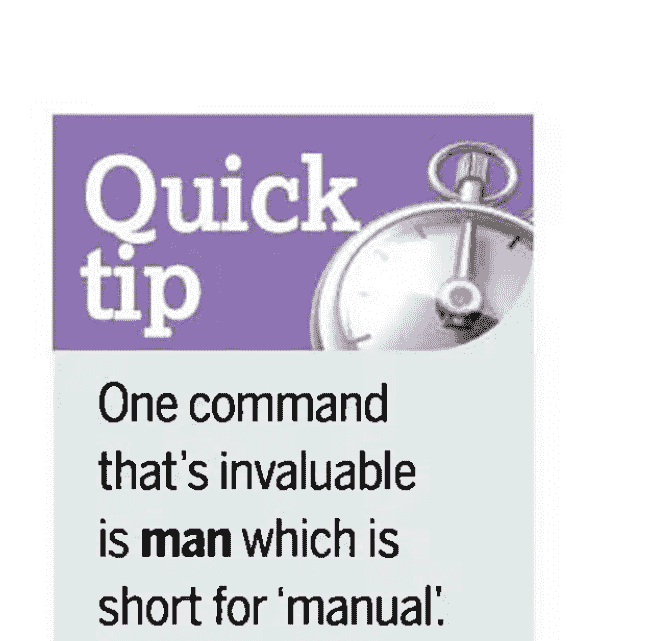 Quick
tip
One command
that's invaluable
is man which is
short for 'manual'.